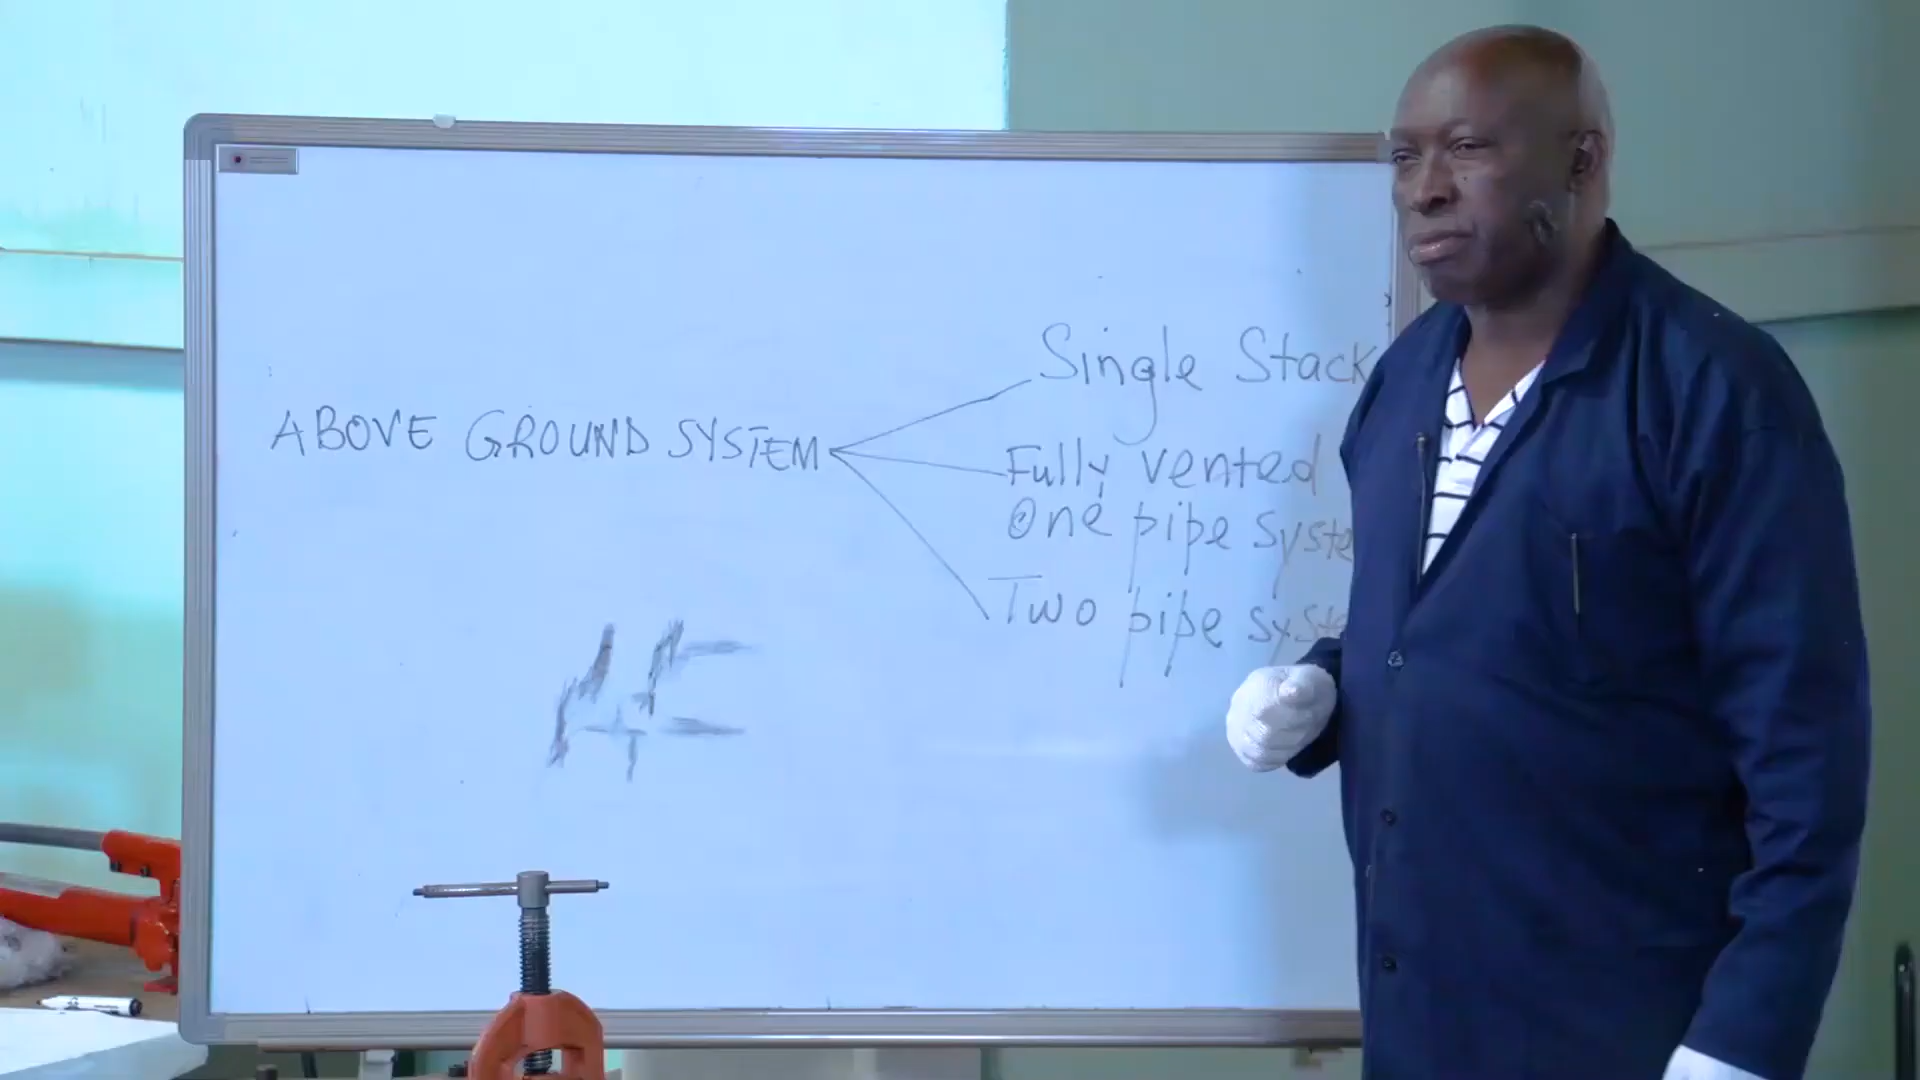 ABOVE GROUND SYSTEM
Single Stack
Fully vented
One pipe syste
Two pipe syste